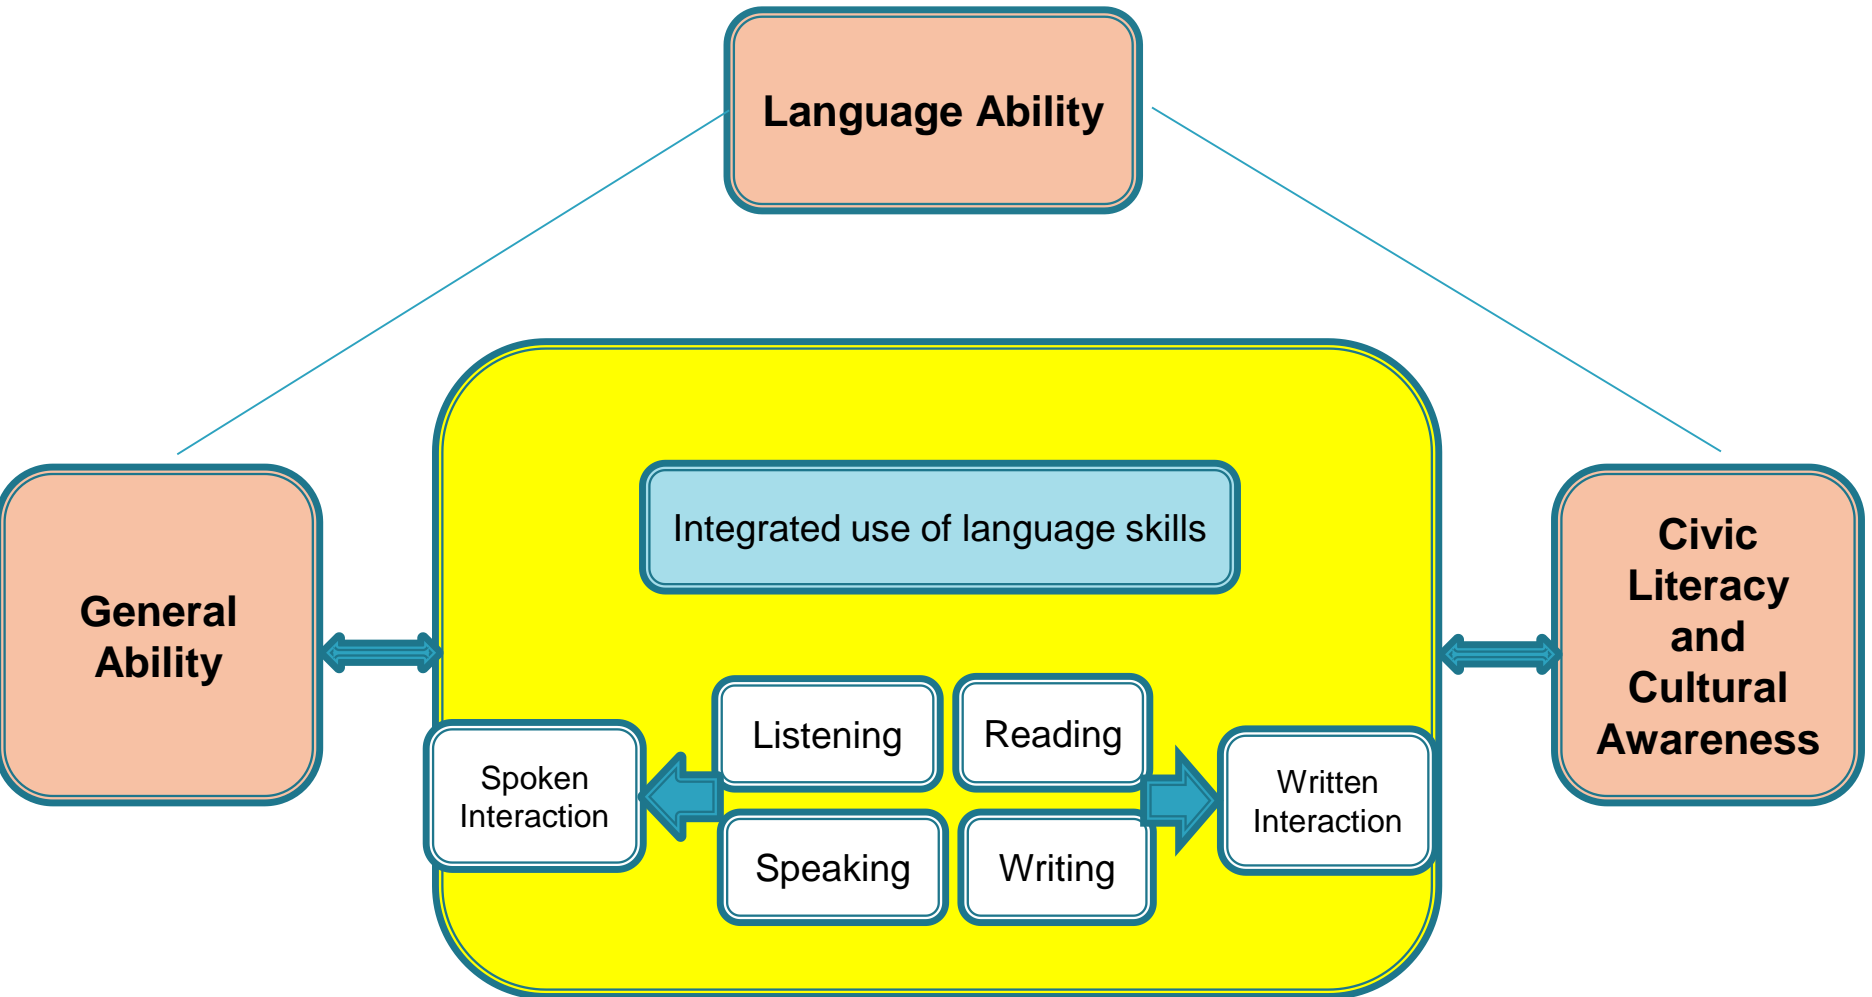 Language Ability
Integrated use of language skills
General
Ability
Civic
Literacy
and
Cultural
Awareness
Listening
Reading
Spoken
Interaction
Written
Interaction
Speaking
Writing